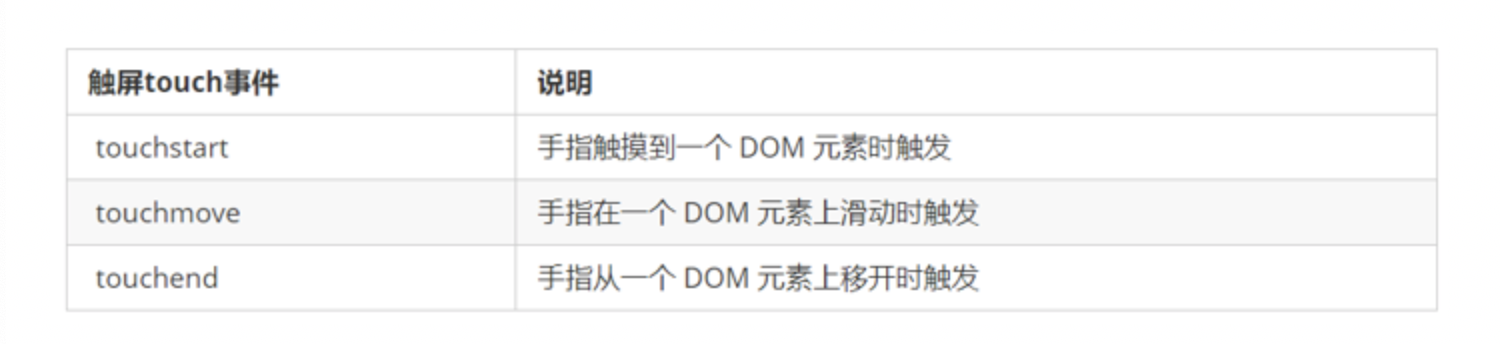 触屏touch事件 说明
touchstart 手指触摸到一个 DOM 元素时触发
touchmove 手指在一个 DOM 元素上滑动时触发
touchend 手指从一个 DOM 元素上移开时触发